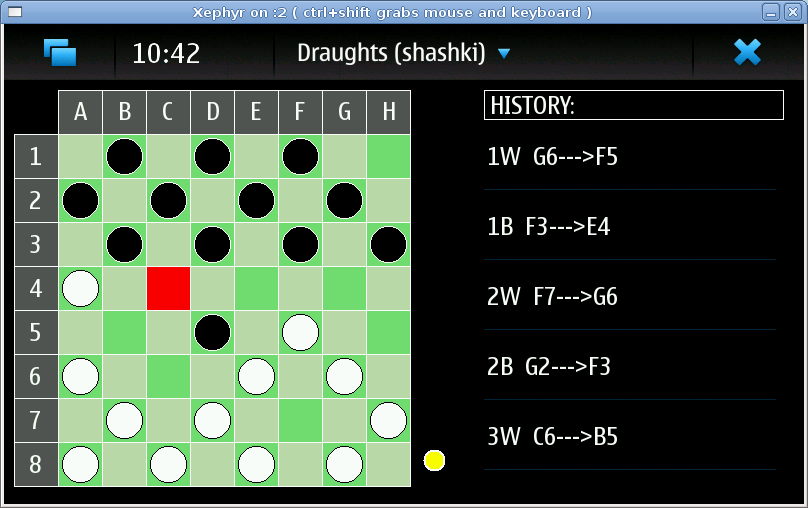 Xephyr on :2 ( ctrl+shift grabs mouse and keyboard )
10:42 Draughts (shashki)
A B C D E F G H
1
2
3
4
5
6
7
8
HISTORY:
1W G6--->F5
1B F3--->E4
2W F7--->G6
2B G2--->F3
3W C6--->B5